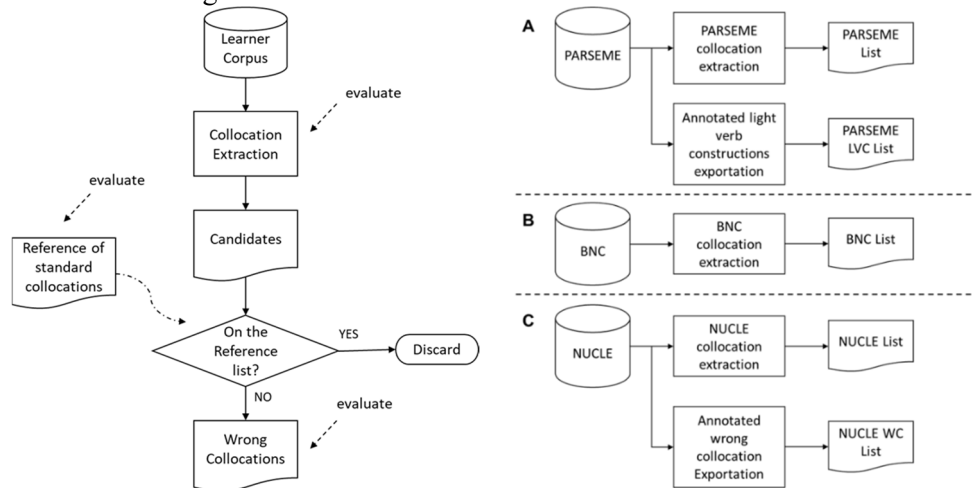 Learner
Corpus
evaluate
Collocation
Extraction
evaluate
Candidates
Reference of
standard
collocations
On the
Reference
list?
YES
Discard
NO
evaluate
Wrong
Collocations
A
PARSEME
PARSEME
collocation
extraction
PARSEME
List
Annotated light
verb
constructions
exportation
PARSEME
LVC List
B
BNC
BNC
collocation
extraction
BNC List
C
NUCLE
NUCLE
collocation
extraction
NUCLE List
Annotated
wrong
collocation
Exportation
NUCLE WC
List